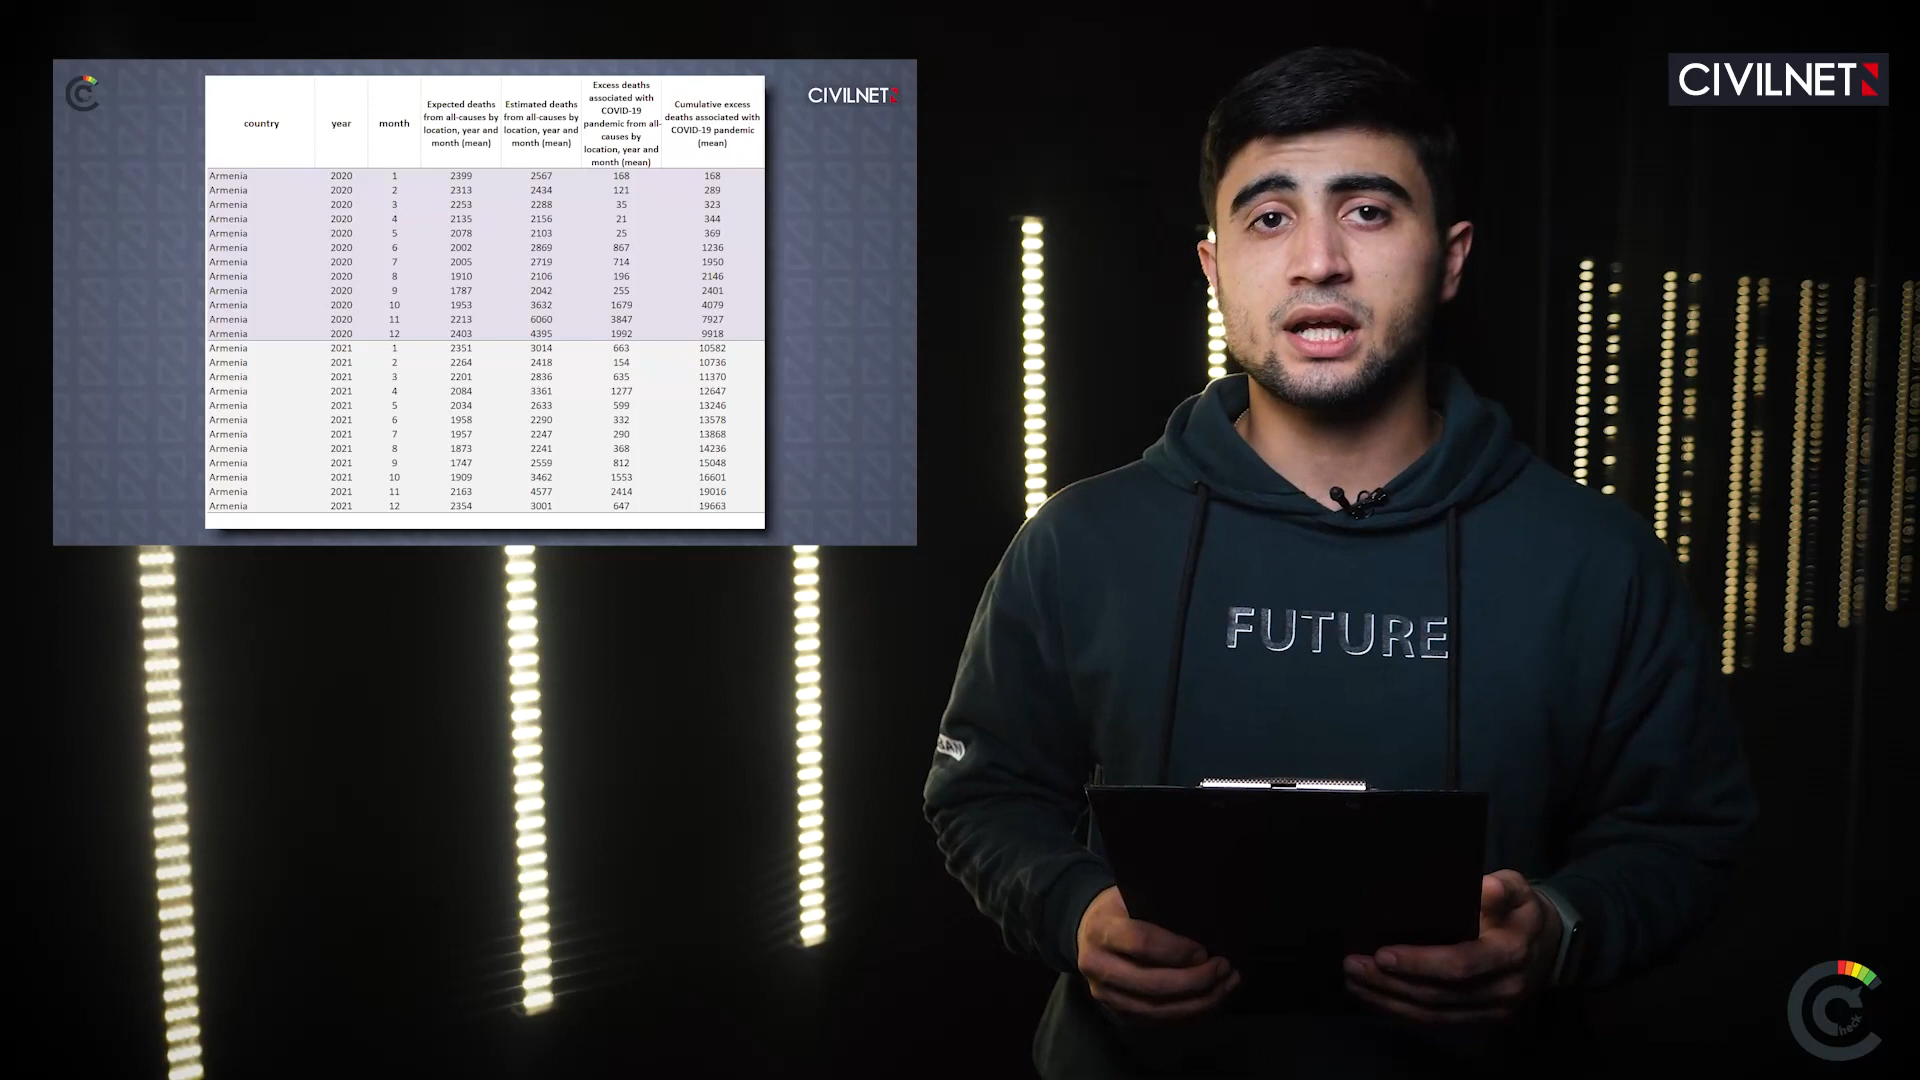 CIVILNET
country year month Expected deaths from all-causes by location, year and month (mean) Estimated deaths from all-causes by location, year and month (mean) Excess deaths associated with COVID-19 pandemic from all-causes by location, year and month (mean) Cumulative excess deaths associated with COVID-19 pandemic (mean)
Armenia 2020 1 2399 2567 168 168
Armenia 2020 2 2313 2434 121 289
Armenia 2020 3 2253 2288 35 323
Armenia 2020 4 2135 2156 21 344
Armenia 2020 5 2078 2103 25 369
Armenia 2020 6 2002 2869 867 1236
Armenia 2020 7 2005 2719 714 1950
Armenia 2020 8 1910 2106 196 2146
Armenia 2020 9 1787 2042 255 2401
Armenia 2020 10 1953 3632 1679 4079
Armenia 2020 11 2213 6060 3847 7927
Armenia 2020 12 2403 4395 1992 9918
Armenia 2021 1 2351 3014 663 10582
Armenia 2021 2 2264 2418 154 10736
Armenia 2021 3 2201 2836 635 11370
Armenia 2021 4 2084 3361 1277 12647
Armenia 2021 5 2034 2633 599 13246
Armenia 2021 6 1958 2290 332 13578
Armenia 2021 7 1957 2247 290 13868
Armenia 2021 8 1873 2241 368 14236
Armenia 2021 9 1747 2559 812 15048
Armenia 2021 10 1909 3462 1553 16601
Armenia 2021 11 2163 4577 2414 19016
Armenia 2021 12 2354 3001 647 19663
CIVILNET
FUTURE
Check